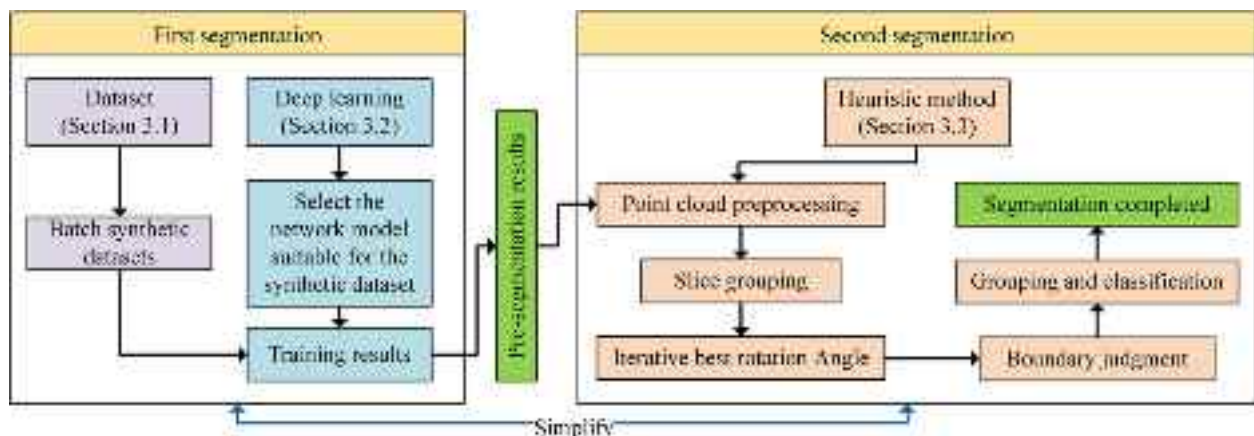 First segmentation
Dataset
(Section 3.1)
Batch synthetic
datasets
Deep learning
(Section 3.2)
Select the
network model
suitable for the
synthetic dataset
Training results
Pre-segmentation results
Second segmentation
Heuristic method
(Section 3.3)
Point cloud preprocessing
Slice grouping
Iterative best ratation Angle
Boundary judgment
Grouping and classification
Segmentation completed
Simplify